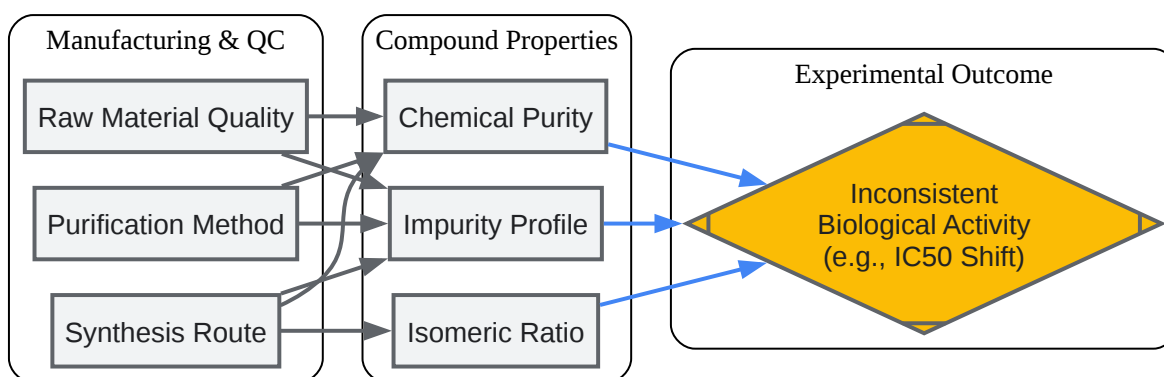 Manufacturing & QC
Raw Material Quality
Purification Method
Synthesis Route
Compound Properties
Chemical Purity
Impurity Profile
Isomeric Ratio
Experimental Outcome
Inconsistent
Biological Activity
(e.g., IC50 Shift)